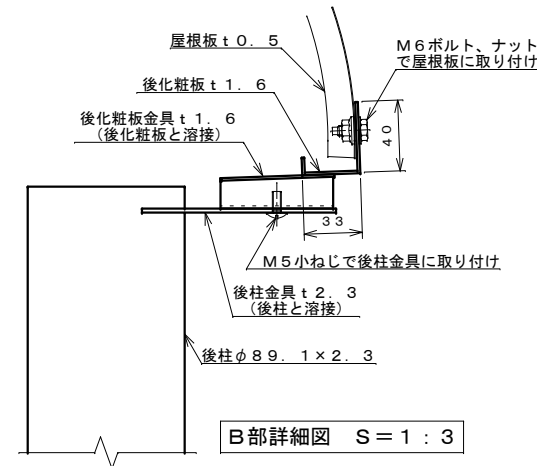 屋根板ｔ０．５
Ｍ６ボルト、ナット
で屋根板に取り付け
後化粧板ｔ１．６
後化粧板金具ｔ１．６
（後化粧板と溶接）
４０
３３
Ｍ５小ねじで後柱金具に取り付け
後柱金具ｔ２．３
（後柱と溶接）
後柱φ８９．１×２．３
Ｂ部詳細図　Ｓ＝１：３